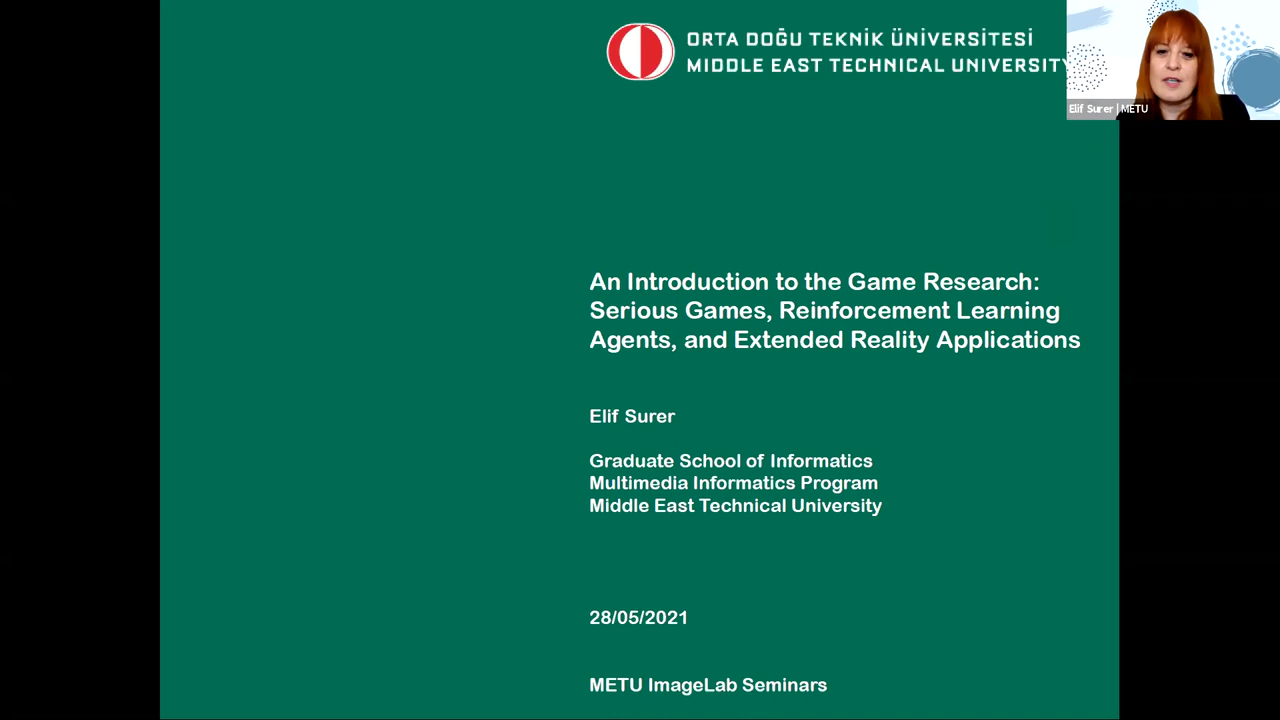 ORTA DOĞU TEKNİK ÜNİVERSİTESİ
MIDDLE EAST TECHNICAL UNIVERSITY
Elif Surer | METU
An Introduction to the Game Research:
Serious Games, Reinforcement Learning
Agents, and Extended Reality Applications
Elif Surer
Graduate School of Informatics
Multimedia Informatics Program
Middle East Technical University
28/05/2021
METU ImageLab Seminars